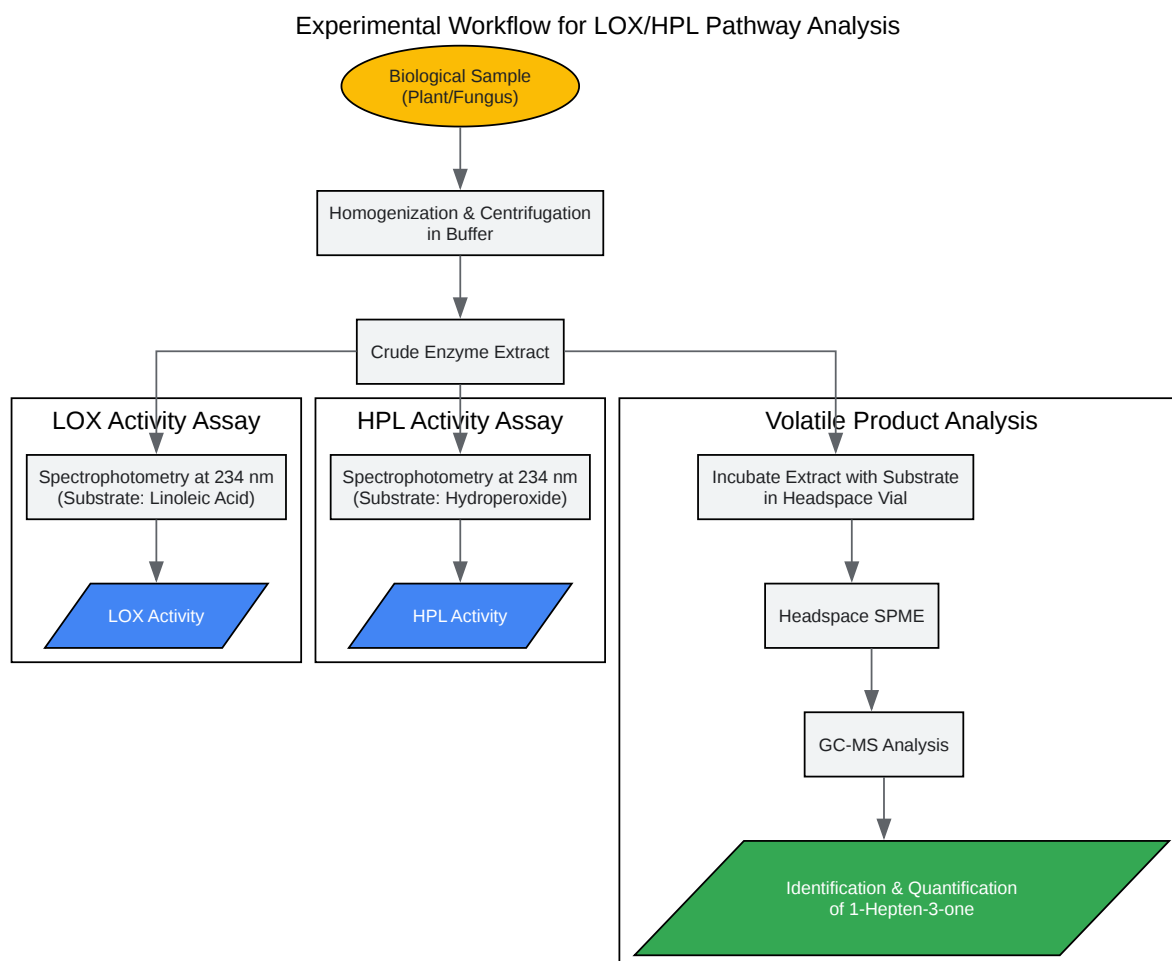 Experimental Workflow for LOX/HPL Pathway Analysis
Biological Sample
(Plant/Fungus)
Homogenization & Centrifugation
in Buffer
Crude Enzyme Extract
LOX Activity Assay
Spectrophotometry at 234 nm
(Substrate: Linoleic Acid)
LOX Activity
HPL Activity Assay
Spectrophotometry at 234 nm
(Substrate: Hydroperoxide)
HPL Activity
Volatile Product Analysis
Incubate Extract with Substrate
in Headspace Vial
Headspace SPME
GC-MS Analysis
Identification & Quantification
of 1-Hepten-3-one